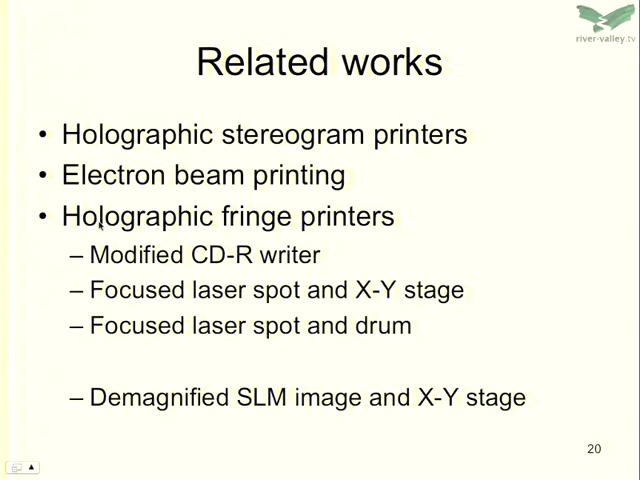 river-valley.tv
Related works
• Holographic stereogram printers
• Electron beam printing
• Holographic fringe printers
– Modified CD-R writer
– Focused laser spot and X-Y stage
– Focused laser spot and drum
– Demagnified SLM image and X-Y stage
20